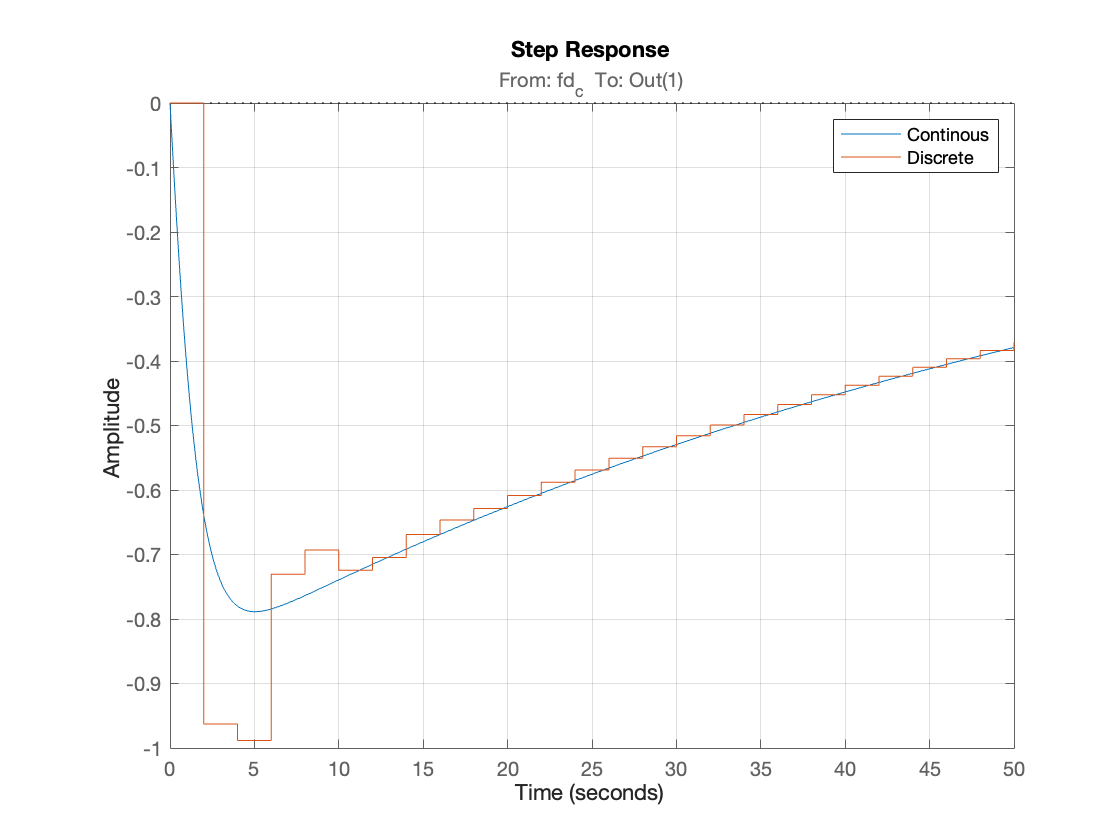 Step Response
From: fd_c To: Out(1)
0
-0.1
-0.2
-0.3
-0.4
-0.5
-0.6
-0.7
-0.8
-0.9
-1
Amplitude
Continous
Discrete
0 5 10 15 20 25 30 35 40 45 50
Time (seconds)